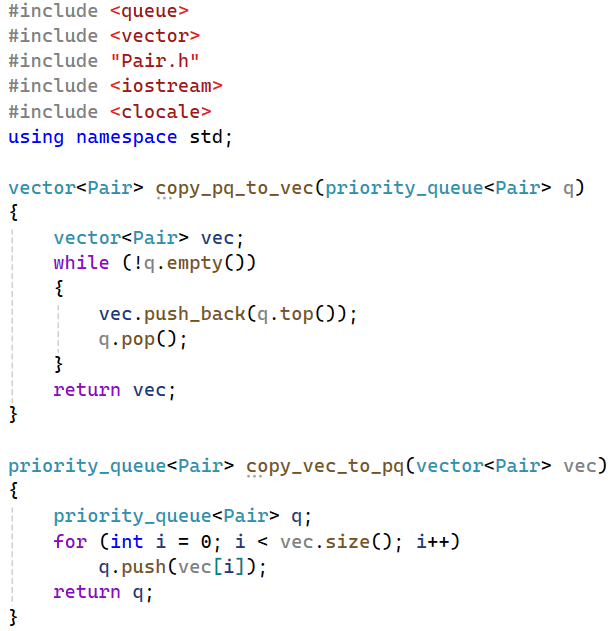 #include <queue>
#include <vector>
#include "Pair.h"
#include <iostream>
#include <clocale>
using namespace std;

vector<Pair> copy_pq_to_vec(priority_queue<Pair> q)
{
    vector<Pair> vec;
    while (!q.empty())
    {
        vec.push_back(q.top());
        q.pop();
    }
    return vec;
}

priority_queue<Pair> copy_vec_to_pq(vector<Pair> vec)
{
    priority_queue<Pair> q;
    for (int i = 0; i < vec.size(); i++)
        q.push(vec[i]);
    return q;
}